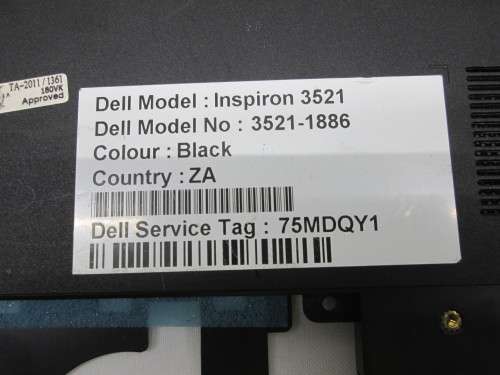 TA-2011/1361
180VK
Approved
Dell Model : Inspiron 3521
Dell Model No : 3521-1886
Colour : Black
Country : ZA
Dell Service Tag : 75MDQY1